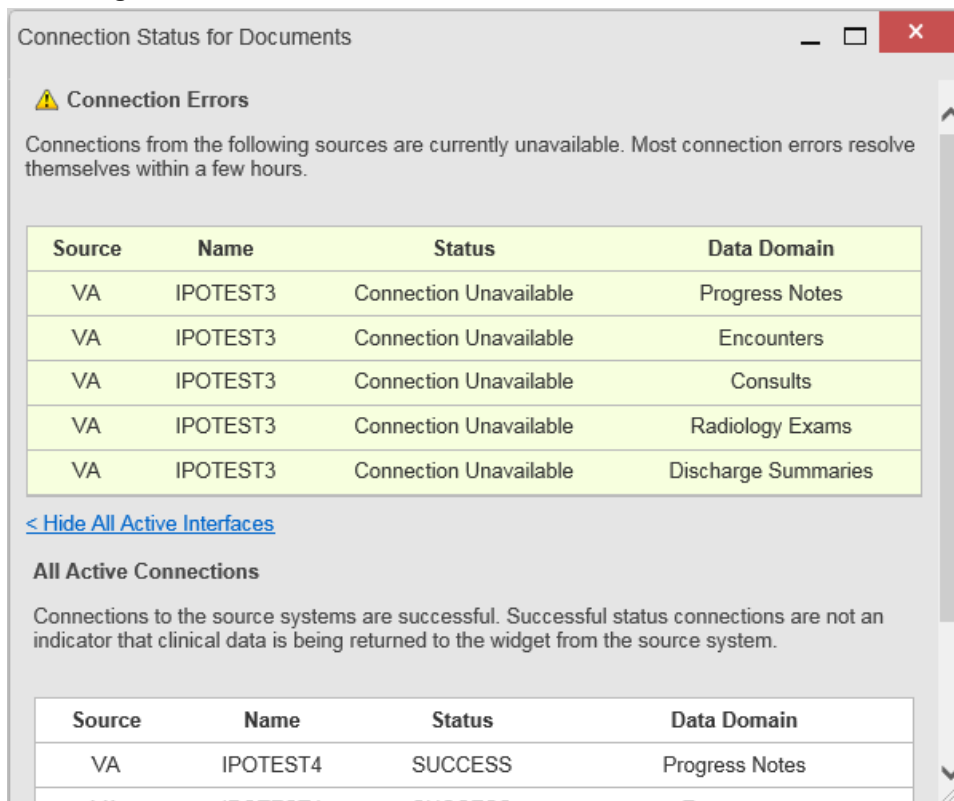 Connection Status for Documents
Connection Errors
Connections from the following sources are currently unavailable. Most connection errors resolve
themselves within a few hours.
Source Name Status Data Domain
VA IPOTEST3 Connection Unavailable Progress Notes
VA IPOTEST3 Connection Unavailable Encounters
VA IPOTEST3 Connection Unavailable Consults
VA IPOTEST3 Connection Unavailable Radiology Exams
VA IPOTEST3 Connection Unavailable Discharge Summaries
< Hide All Active Interfaces
All Active Connections
Connections to the source systems are successful. Successful status connections are not an
indicator that clinical data is being returned to the widget from the source system.
Source Name Status Data Domain
VA IPOTEST4 SUCCESS Progress Notes